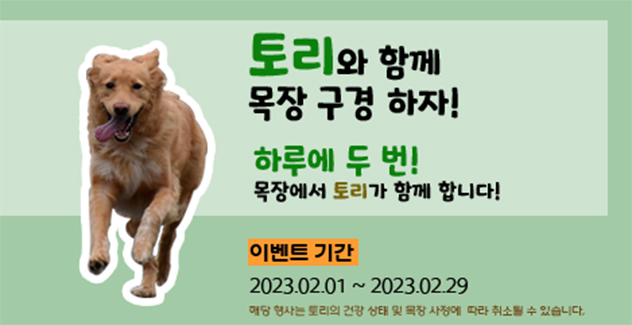 토리와 함께
목장 구경 하자!
하루에 두 번!
목장에서 토리가 함께 합니다!
이벤트 기간
2023.02.01 ~ 2023.02.29
해당 행사는 토리의 건강 상태 및 목장 사정에 따라 취소될 수 있습니다.